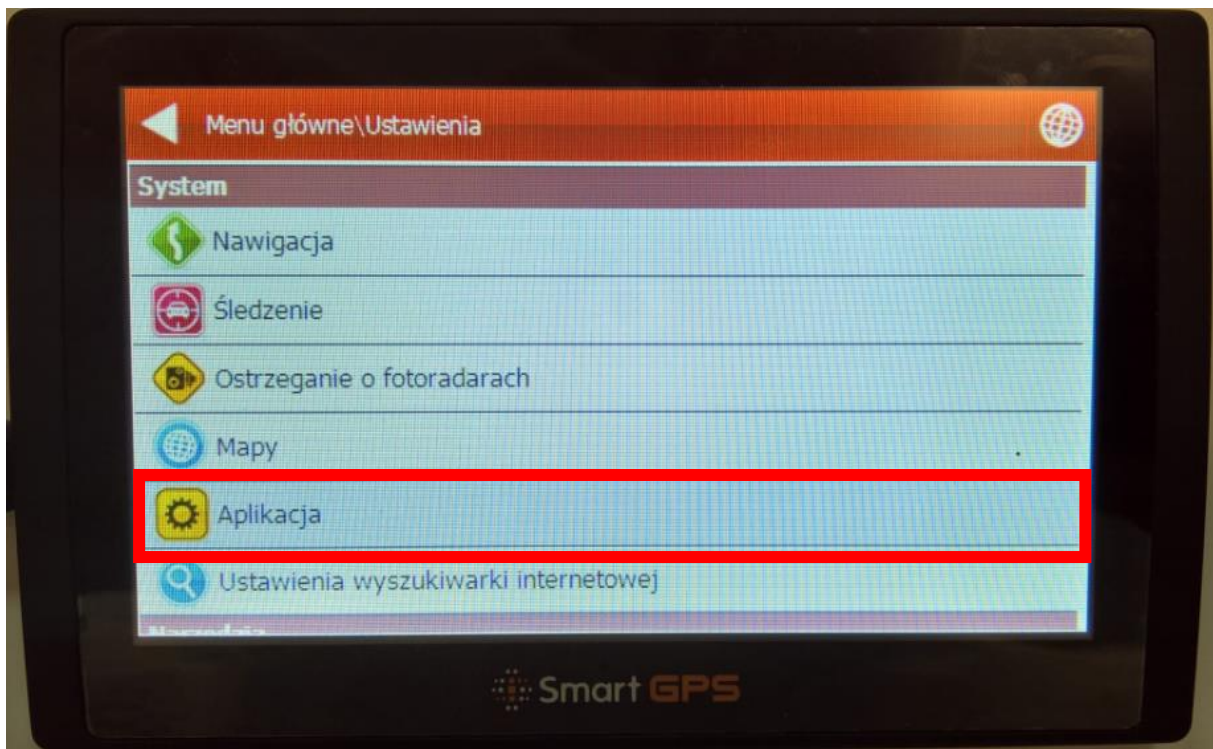 Menu główne\Ustawienia
System
Nawigacja
Śledzenie
Ostrzeganie o fotoradarach
Mapy
Aplikacja
Ustawienia wyszukiwarki internetowej
Smart GPS